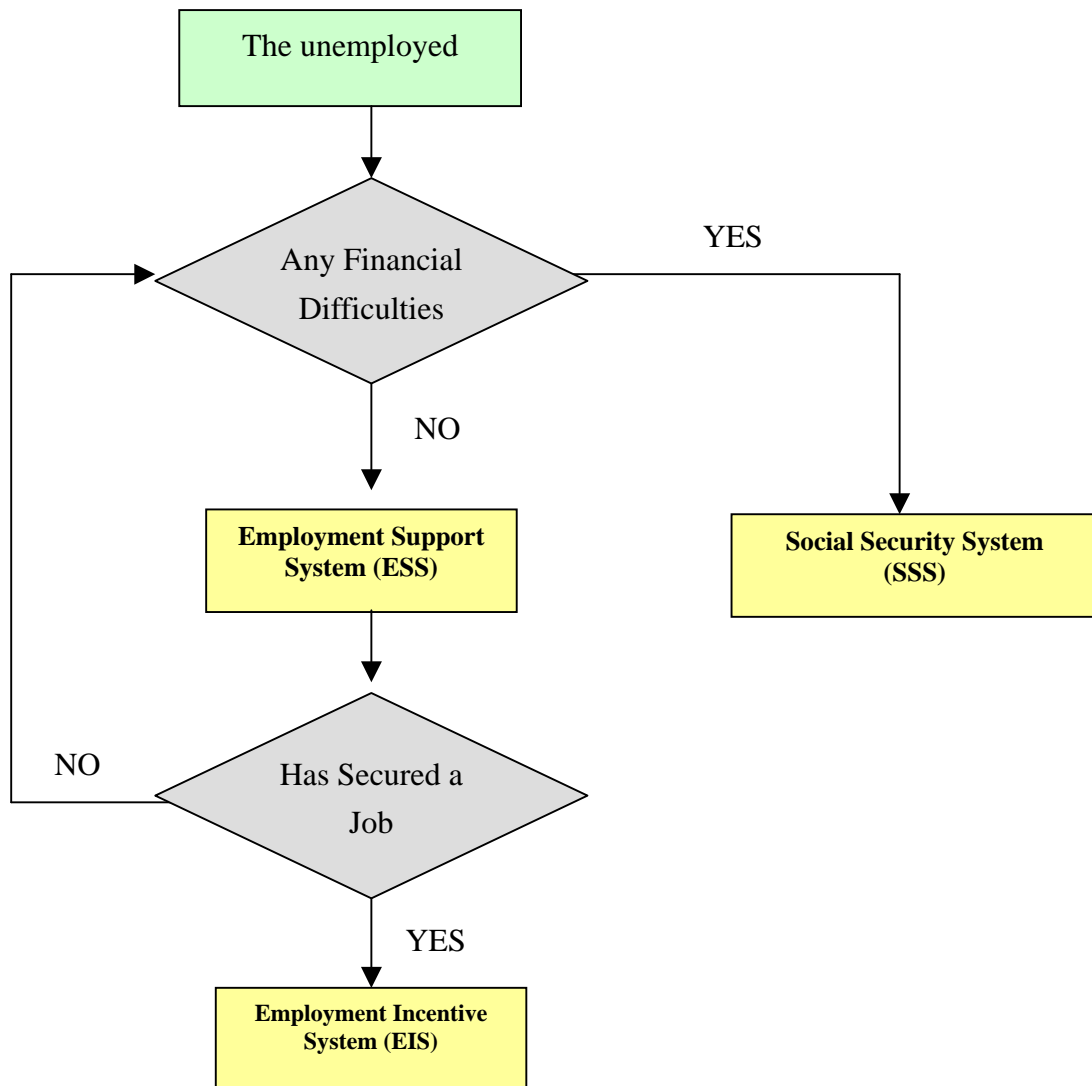 The unemployed
YES
Any Financial
Difficulties
NO
Employment Support
System (ESS)
Social Security System
(SSS)
NO
Has Secured a
Job
YES
Employment Incentive
System (EIS)